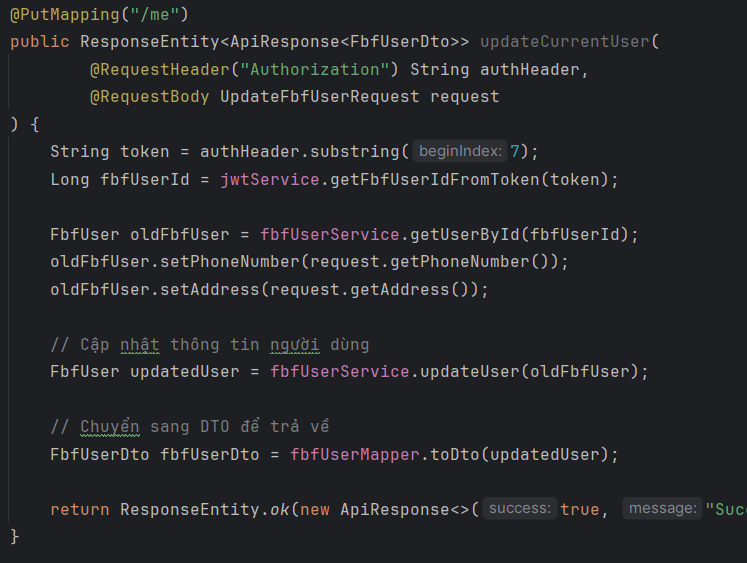 @PutMapping("/me")
public ResponseEntity<ApiResponse<FbfUserDto>> updateCurrentUser(
@RequestHeader("Authorization") String authHeader,
@RequestBody UpdateFbfUserRequest request
) {
String token = authHeader.substring( beginIndex: 7);
Long fbfUserId = jwtService.getFbfUserIdFromToken(token);
FbfUser oldFbfUser = fbfUserService.getUserById(fbfUserId);
oldFbfUser.setPhoneNumber(request.getPhoneNumber());
oldFbfUser.setAddress(request.getAddress());
// Cập nhật thông tin người dùng
FbfUser updatedUser = fbfUserService.updateUser(oldFbfUser);
// Chuyển sang DTO để trả về
FbfUserDto fbfUserDto = fbfUserMapper.toDto(updatedUser);
return ResponseEntity.ok(new ApiResponse<>( success: true, message: "Suc
}